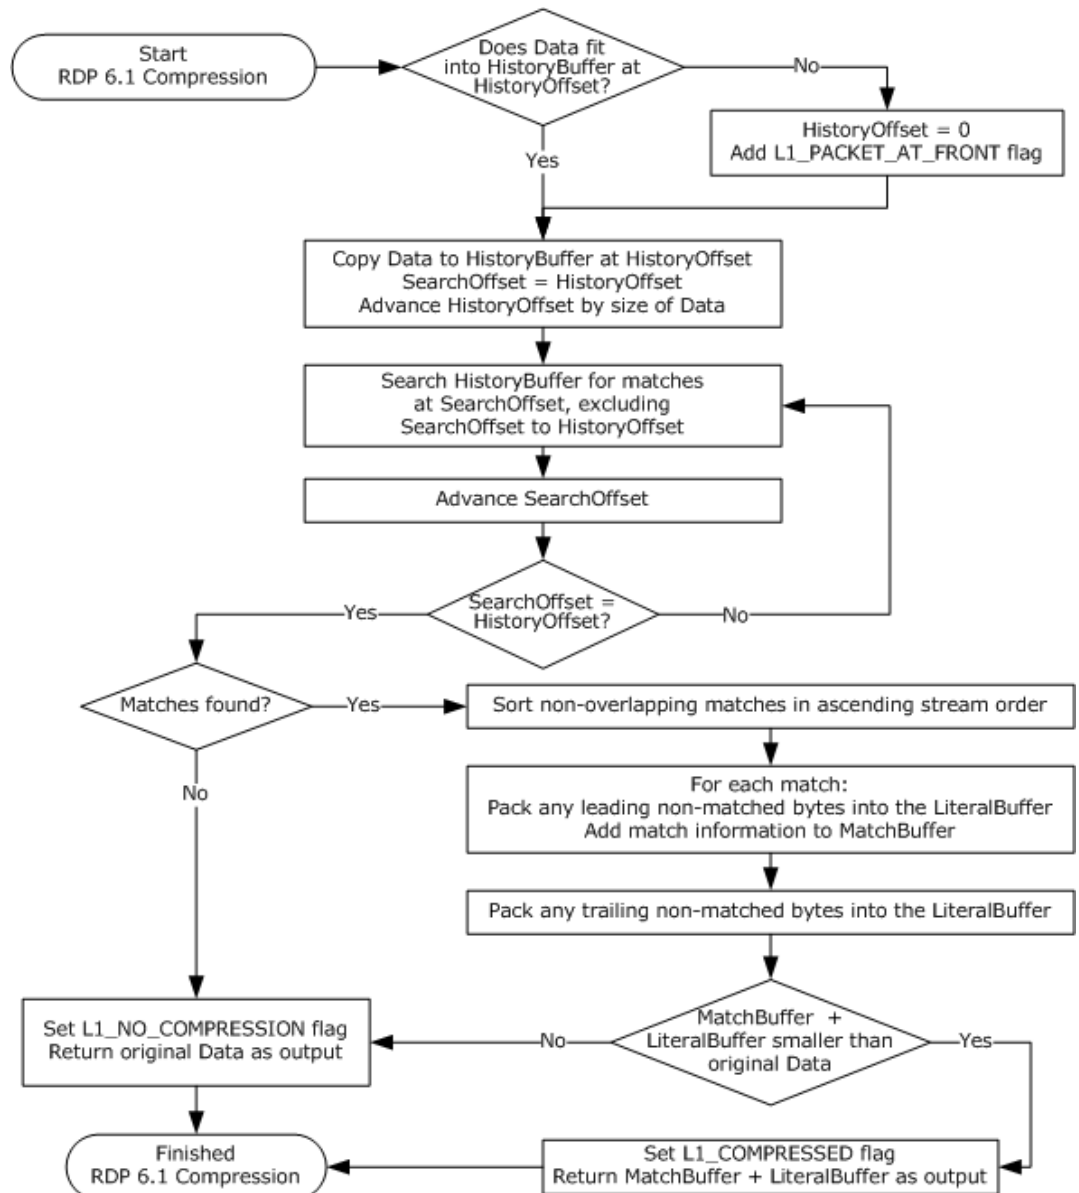 Start
RDP 6.1 Compression
Does Data fit
into HistoryBuffer at
HistoryOffset?
No
HistoryOffset = 0
Add L1_PACKET_AT_FRONT flag
Yes
Copy Data to HistoryBuffer at HistoryOffset
SearchOffset = HistoryOffset
Advance HistoryOffset by size of Data
Search HistoryBuffer for matches
at SearchOffset, excluding
SearchOffset to HistoryOffset
Advance SearchOffset
SearchOffset =
HistoryOffset?
Yes
No
Matches found?
Yes
Sort non-overlapping matches in ascending stream order
No
For each match:
Pack any leading non-matched bytes into the LiteralBuffer
Add match information to MatchBuffer
Pack any trailing non-matched bytes into the LiteralBuffer
MatchBuffer +
LiteralBuffer smaller than
original Data
No
Yes
Set L1_NO_COMPRESSION flag
Return original Data as output
Set L1_COMPRESSED flag
Return MatchBuffer + LiteralBuffer as output
Finished
RDP 6.1 Compression